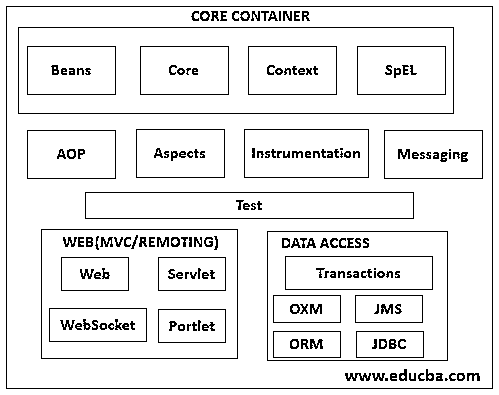 CORE CONTAINER
Beans
Core
Context
SpEL
AOP
Aspects
Instrumentation
Messaging
Test
WEB(MVC/REMOTING)
Web
Servlet
WebSocket
Portlet
DATA ACCESS
Transactions
OXM
JMS
ORM
JDBC
www.educba.com